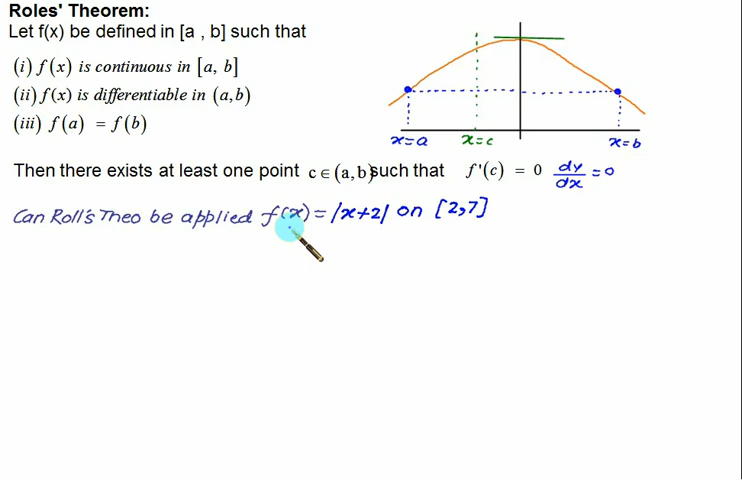 Roles' Theorem:
Let f(x) be defined in [a , b] such that
(i) f(x) is continuous in [a, b]
(ii) f(x) is differentiable in (a,b)
(iii) f(a) = f(b)
x=a x=c x=b
Then there exists at least one point c∈(a,b) such that f'(c) = 0 dy/dx = 0
Can Roll's Theo be applied f(x) = |x+2| on [2,7]